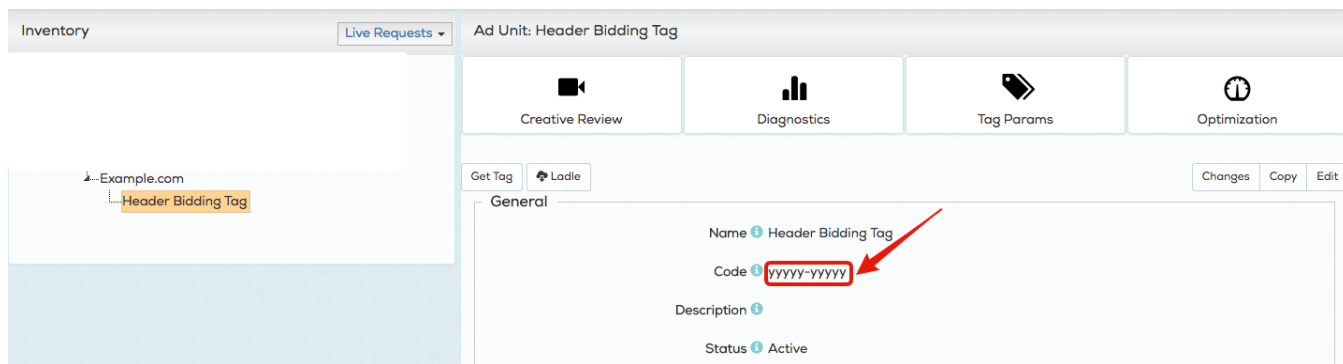 Inventory
Live Requests
Ad Unit: Header Bidding Tag
Creative Review
Diagnostics
Tag Params
Optimization
Example.com
Header Bidding Tag
Get Tag
Ladle
Changes
Copy
Edit
General
Name Header Bidding Tag
Code yyyyy-yyyyy
Description
Status Active